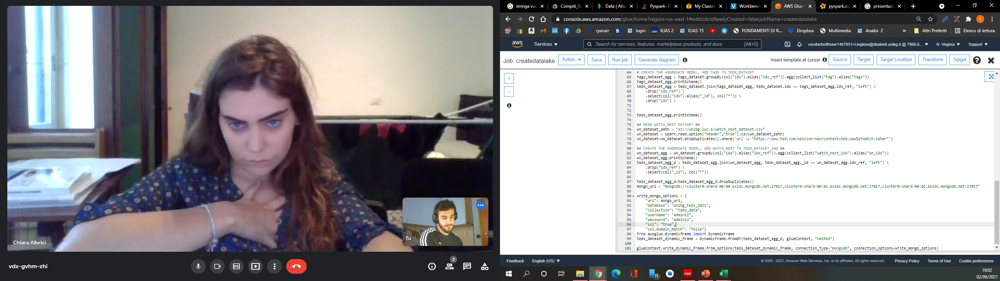 Chiara Albrici
Tu
vdx-gvhm-zhi
2
stringa vuo
Compiti_Se
Data | Atla
Pyspark- Fi
My Classro
Workbench
AWS Glue
pyspark.sq
presentazi
console.aws.amazon.com/glue/home?region=us-east-1#editJob:isNewlyCreated=false;jobName=createdatalake
ryanair
login
ILIAS 2
ILIAS 15
FONDAMENTI DI R...
Dropbox
Multimedia
Analisi 2
»
Altri Preferiti
Elenco di lettura
aws
Services
Search for services, features, marketplace products, and docs
[Alt+S]
vocstartsoft/user1407051=l.inglese@studenti.unibg.it @ 7966-6...
N. Virginia
Support
Job: createdatalake
Action
Save
Run job
Generate diagram
Insert template at cursor
Source
Target
Target Location
Transform
Spigot
64 # CREATE THE AGGREGATE MODEL, ADD TAGS TO TEDX_DATASET
65 tags_dataset_agg = tags_dataset.groupBy(col("idx").alias("idx_ref")).agg(collect_list("tag").alias("tags"))
66 tags_dataset_agg.printSchema()
67 tedx_dataset_agg = tedx_dataset.join(tags_dataset_agg, tedx_dataset.idx == tags_dataset_agg.idx_ref, "left") \
68 .drop("idx_ref") \
69 .select(col("idx").alias("_id"), col("*")) \
70 .drop("idx") \
71
72
73 tedx_dataset_agg.printSchema()
74
75 ## READ WATCH_NEXT DATASET ##
76 wn_dataset_path = "s3://unibg-luc-1/watch_next_dataset.csv"
77 wn_dataset = spark.read.option("header","true").csv(wn_dataset_path)
78 wn_dataset=wn_dataset.dropDuplicates().where('url != "https://www.ted.com/session/new?context=ted.www%2Fwatch-later"')
79
80 ## CREATE THE AGGREGATE MODEL, ADD WATCH_NEXT TO TEDX_DATASET_AGG ##
81 wn_dataset_agg = wn_dataset.groupBy(col("idx").alias("idx_ref")).agg(collect_list("watch_next_idx").alias("wn_idx"))
82 wn_dataset_agg.printSchema()
83 tedx_dataset_agg_d = tedx_dataset_agg.join(wn_dataset_agg, tedx_dataset_agg._id == wn_dataset_agg.idx_ref, "left") \
84 .drop("idx_ref") \
85 .select(col("_id"), col("*"))
86
87 tedx_dataset_agg_d=tedx_dataset_agg_d.dropDuplicates()
88 mongo_uri = "mongodb://cluster0-shard-00-00.6x1dc.mongodb.net:27017,cluster0-shard-00-01.6x1dc.mongodb.net:27017,cluster0-shard-00-02.6x1dc.mongodb.net:27017"
89
90 write_mongo_options = {
91 "uri": mongo_uri,
92 "database": "unibg_tedx_2021",
93 "collection": "tedx_data",
94 "username": "admin12",
95 "password": "admin12",
96 "ssl": "true",
97 "ssl.domain_match": "false"}
98 from awsglue.dynamicframe import DynamicFrame
99 tedx_dataset_dynamic_frame = DynamicFrame.fromDF(tedx_dataset_agg_d, glueContext, "nested")
100
101 glueContext.write_dynamic_frame.from_options(tedx_dataset_dynamic_frame, connection_type="mongodb", connection_options=write_mongo_options)
Feedback
English (US)
© 2008 - 2021, Amazon Web Services, Inc. or its affiliates. All rights reserved.
Privacy Policy
Terms of Use
Cookie preferences
15
PDF
19:02
02/06/2021